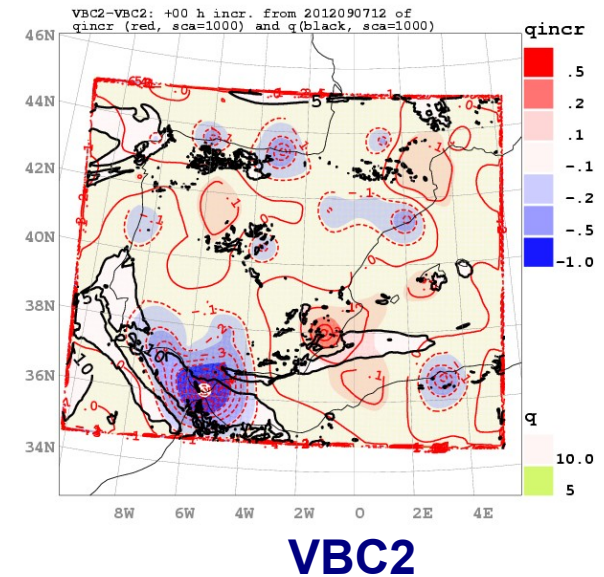 VBC2-VBC2: +00 h incr. from 2012090712 of
qincr (red, sca=1000) and q(black, sca=1000)
qincr
46N
44N
42N
40N
38N
36N
34N
8W 6W 4W 2W 0 2E 4E
.5
.2
.1
-.1
-.2
-.5
-1.0
q
10.0
5
VBC2